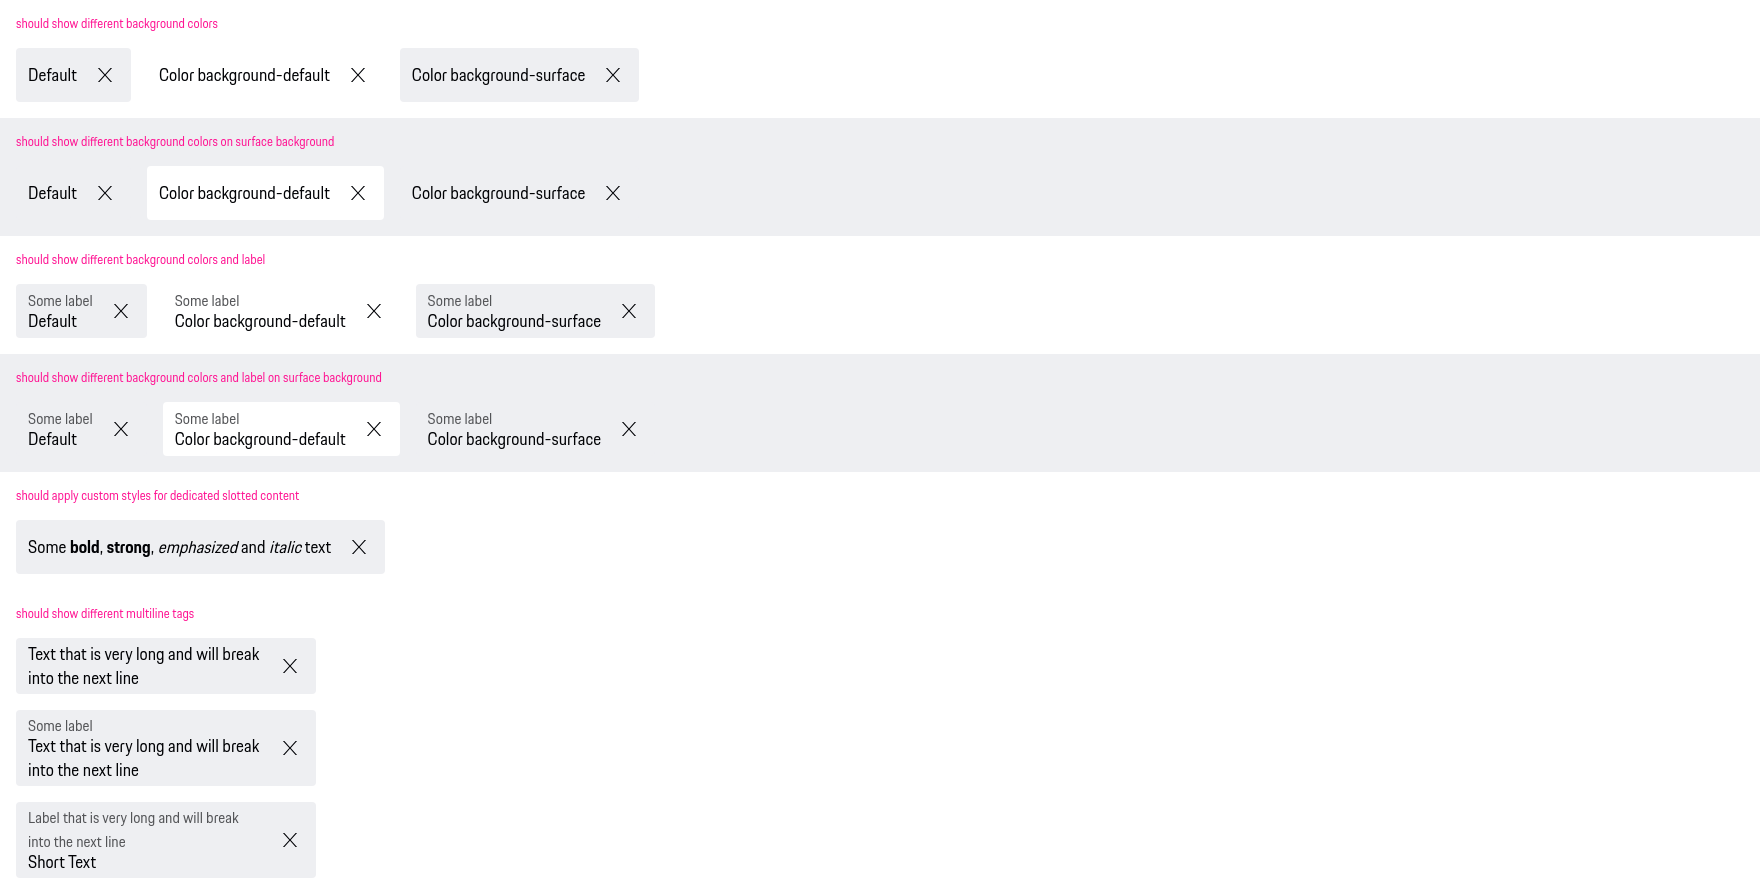 should show different background colors
Default
Color background-default
Color background-surface
should show different background colors on surface background
Default
Color background-default
Color background-surface
should show different background colors and label
Some label
Default
Some label
Color background-default
Some label
Color background-surface
should show different background colors and label on surface background
Some label
Default
Some label
Color background-default
Some label
Color background-surface
should apply custom styles for dedicated slotted content
Some bold, strong, emphasized and italic text
should show different multiline tags
Text that is very long and will break
into the next line
Some label
Text that is very long and will break
into the next line
Label that is very long and will break
into the next line
Short Text